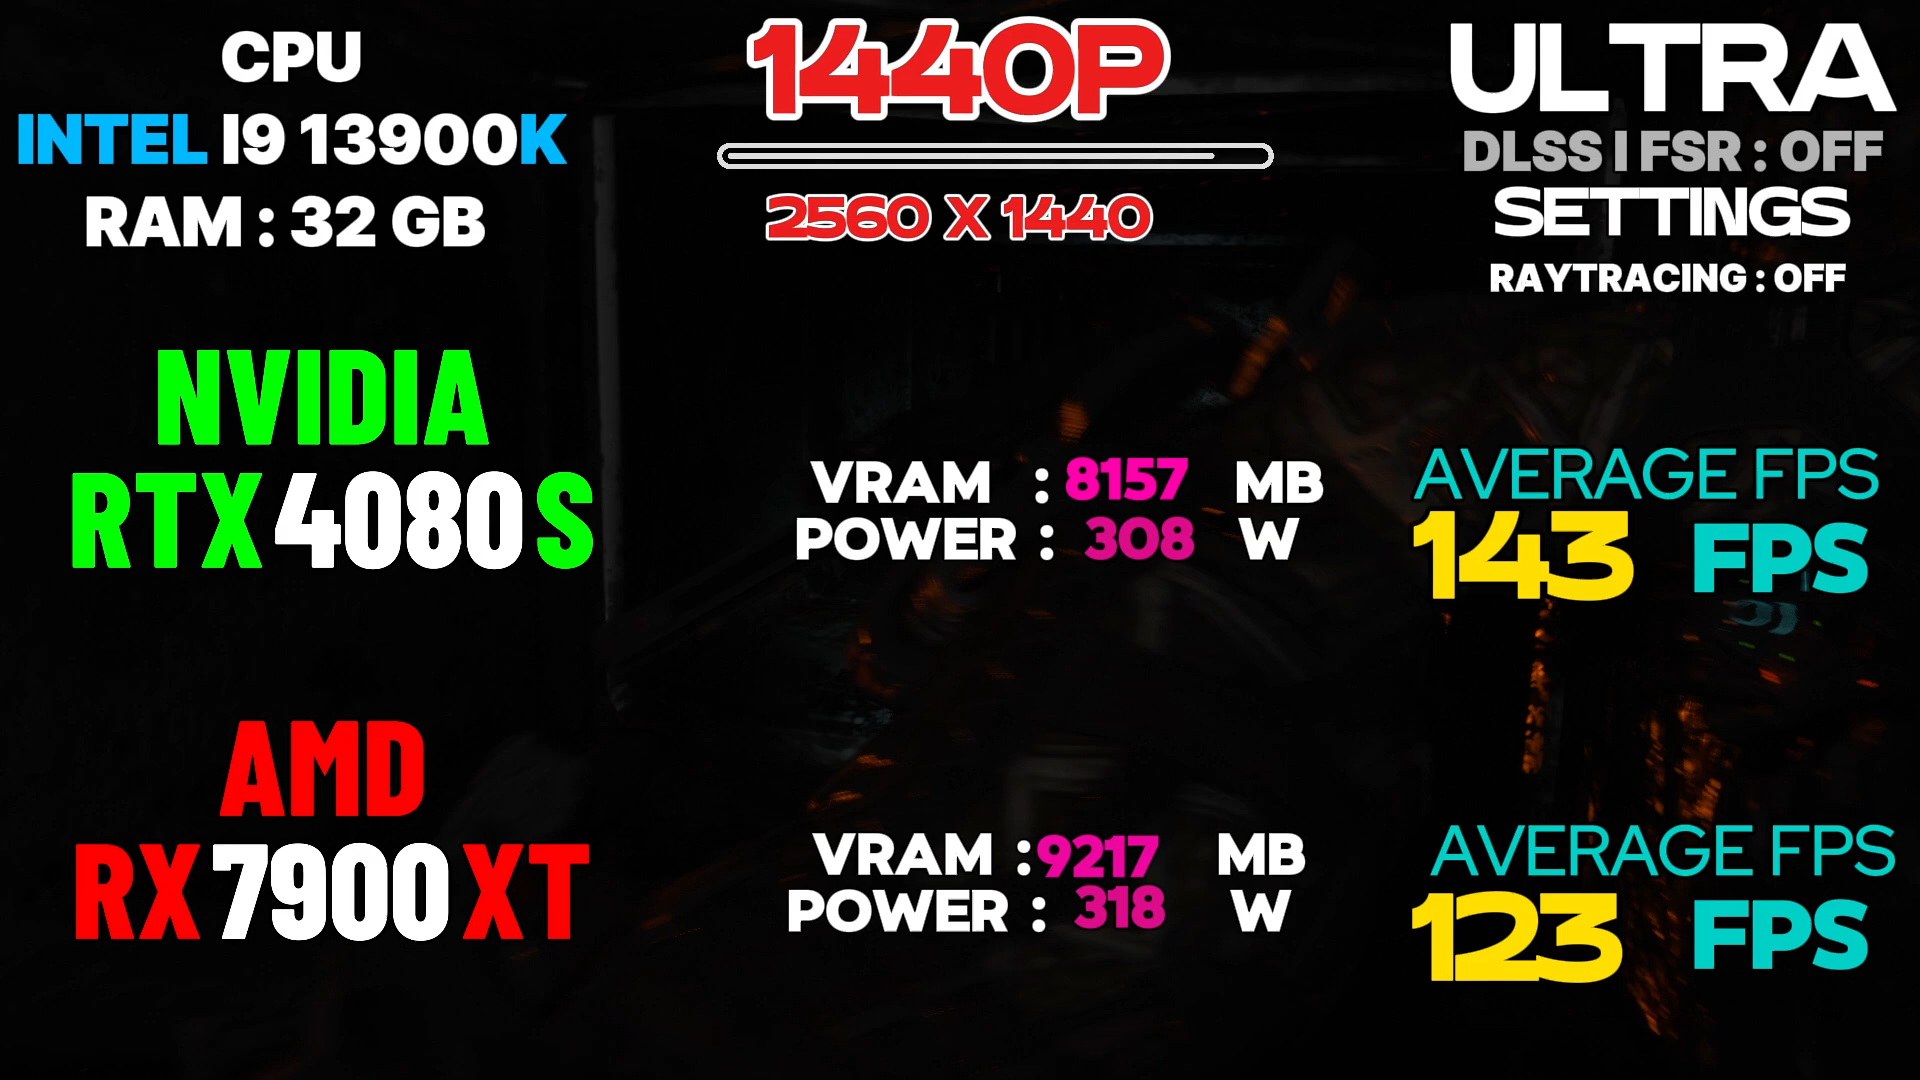 CPU
INTEL I9 13900K
RAM : 32 GB
1440P
2560 X 1440
ULTRA
DLSS | FSR : OFF
SETTINGS
RAYTRACING : OFF
NVIDIA
RTX 4080 S
VRAM : 8157 MB
POWER : 308 W
AVERAGE FPS
143 FPS
AMD
RX 7900 XT
VRAM : 9217 MB
POWER : 318 W
AVERAGE FPS
123 FPS